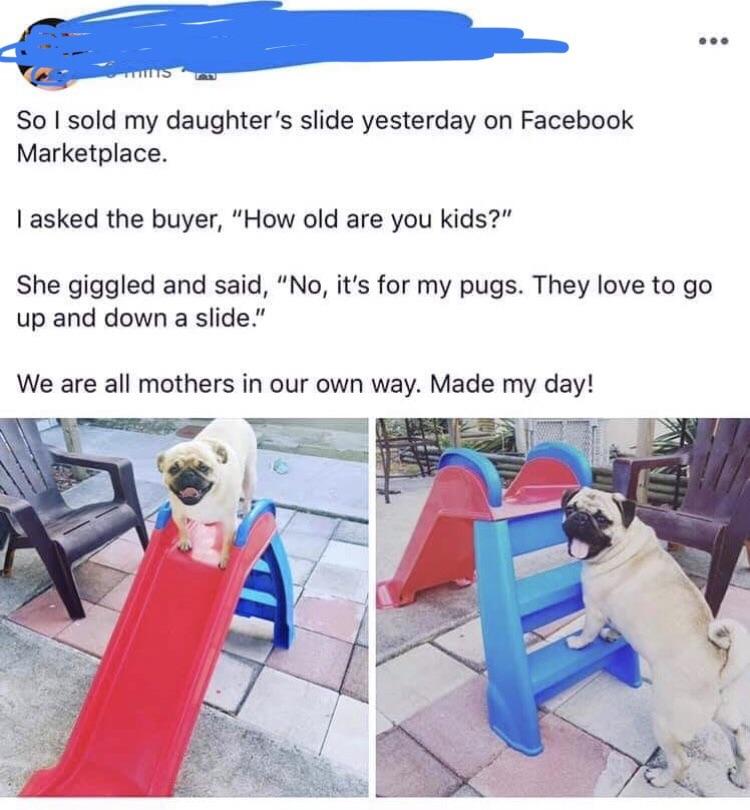 mins
So I sold my daughter's slide yesterday on Facebook
Marketplace.
I asked the buyer, "How old are you kids?"
She giggled and said, "No, it's for my pugs. They love to go
up and down a slide."
We are all mothers in our own way. Made my day!